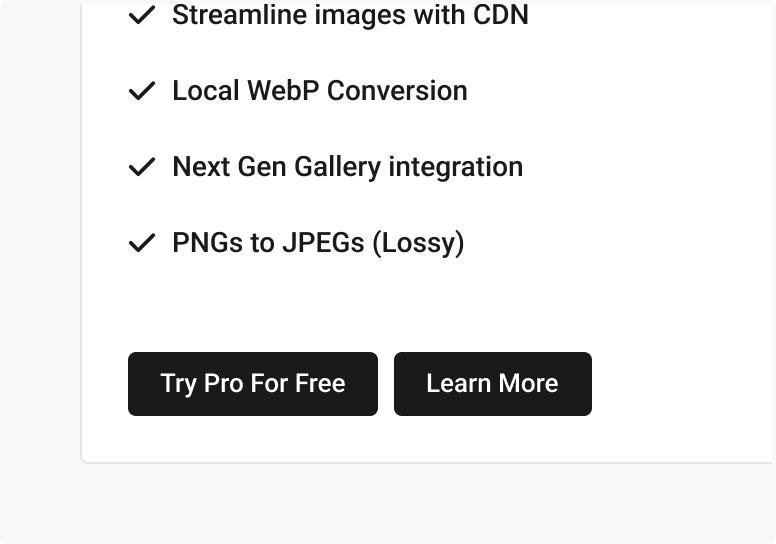 Streamline images with CDN
Local WebP Conversion
Next Gen Gallery integration
PNGs to JPEGs (Lossy)
Try Pro For Free
Learn More